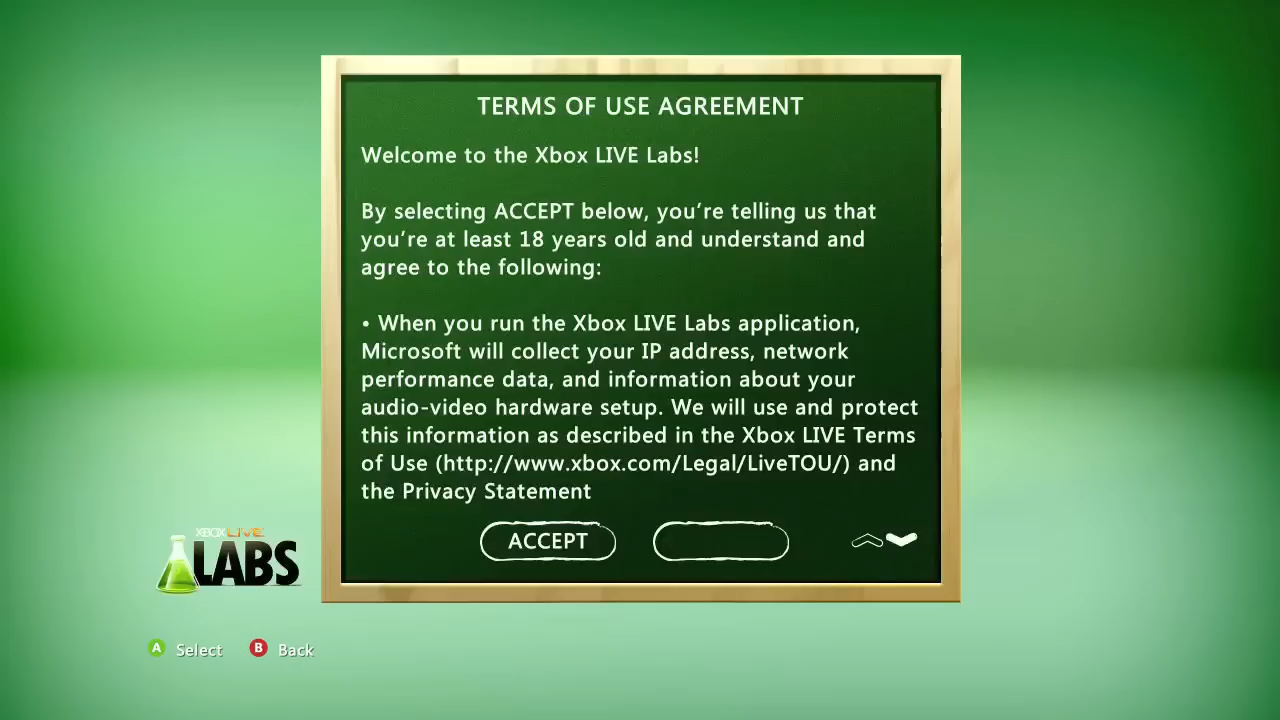 TERMS OF USE AGREEMENT
Welcome to the Xbox LIVE Labs!
By selecting ACCEPT below, you're telling us that
you're at least 18 years old and understand and
agree to the following:
• When you run the Xbox LIVE Labs application,
Microsoft will collect your IP address, network
performance data, and information about your
audio-video hardware setup. We will use and protect
this information as described in the Xbox LIVE Terms
of Use (http://www.xbox.com/Legal/LiveTOU/) and
the Privacy Statement
ACCEPT
XBOX LIVE
LABS
A Select B Back